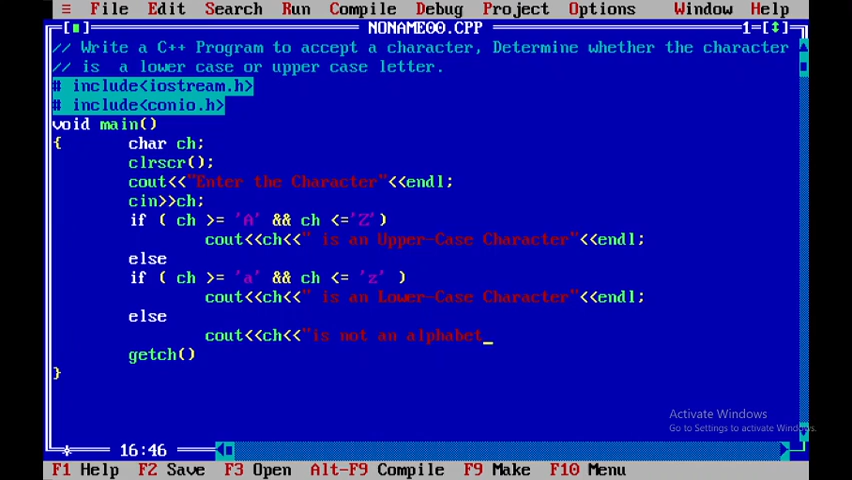 ≡ File Edit Search Run Compile Debug Project Options Window Help
[■] NONAME00.CPP 1=[↕]
// Write a C++ Program to accept a character, Determine whether the character
// is  a lower case or upper case letter.
# include<iostream.h>
# include<conio.h>
void main()
{       char ch;
        clrscr();
        cout<<"Enter the Character"<<endl;
        cin>>ch;
        if ( ch >= 'A' && ch <='Z')
                cout<<ch<<" is an Upper-Case Character"<<endl;
        else
        if ( ch >= 'a' && ch <= 'z' )
                cout<<ch<<" is an Lower-Case Character"<<endl;
        else
                cout<<ch<<"is not an alphabet_
        getch()
}
Activate Windows
Go to Settings to activate Windows.
16:46
F1 Help F2 Save F3 Open Alt-F9 Compile F9 Make F10 Menu